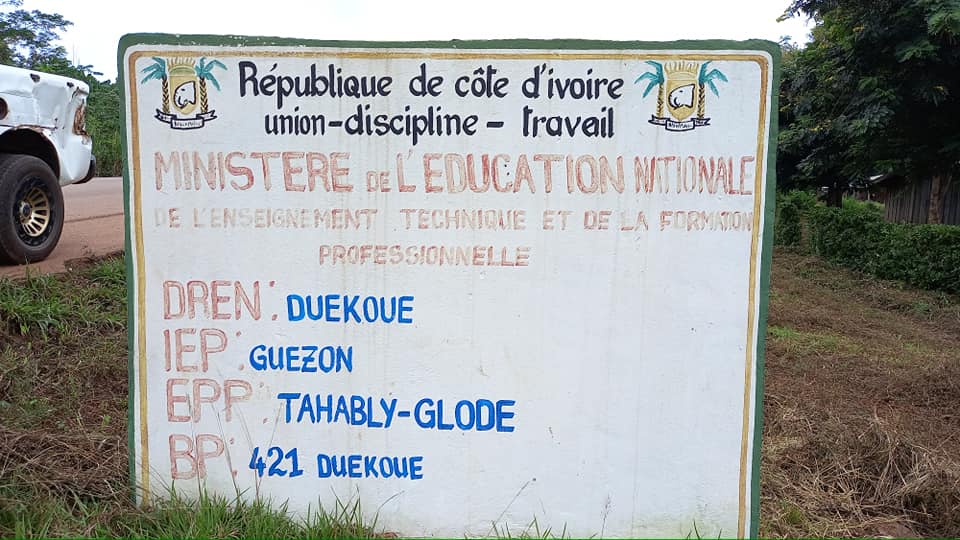 République de côte d'ivoire
union-discipline-travail
MINISTERE DE L'EDUCATION NATIONALE
DE L'ENSEIGNEMENT TECHNIQUE ET DE LA FORMATION
PROFESSIONNELLE
DREN: DUEKOUE
IEP: GUEZON
EPP: TAHABLY-GLODE
BP: 421 DUEKOUE